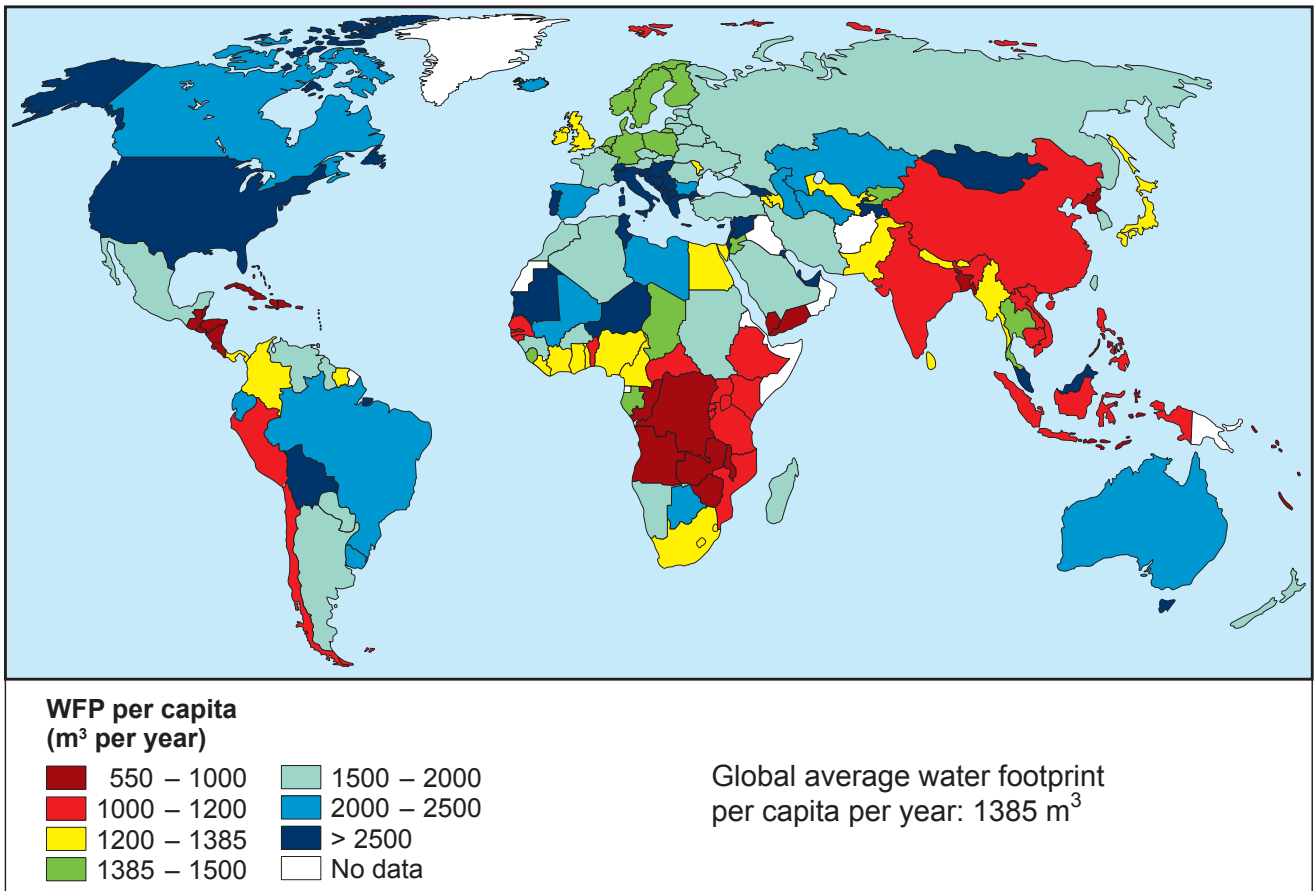 WFP per capita
(m³ per year)
550 – 1000
1000 – 1200
1200 – 1385
1385 – 1500
1500 – 2000
2000 – 2500
> 2500
No data
Global average water footprint
per capita per year: 1385 m³